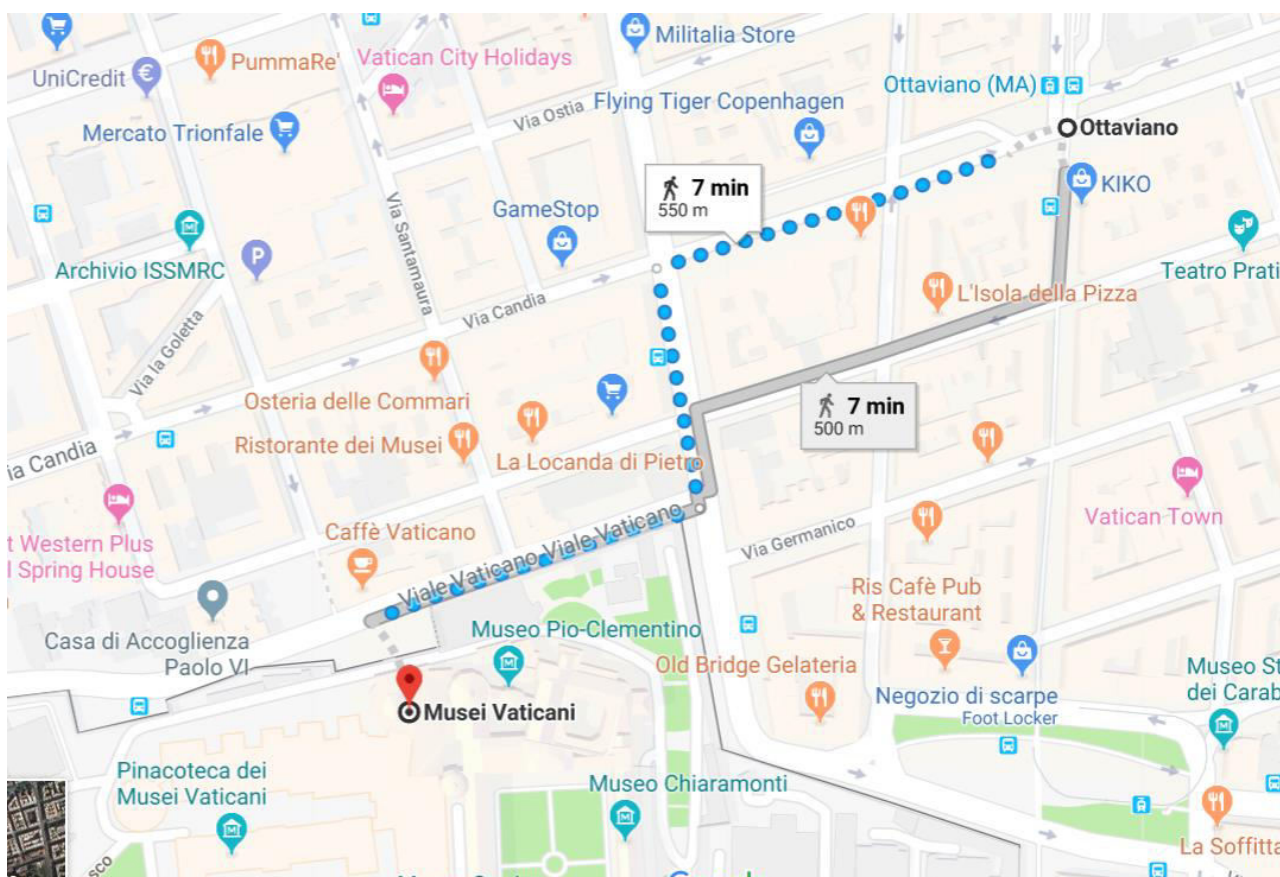 Militalia Store
PummaRe'
Vatican City Holidays
UniCredit
Ottaviano (MA)
Flying Tiger Copenhagen
Via Ostia
Mercato Trionfale
Ottaviano
7 min
550 m
KIKO
GameStop
Via Santamaura
Archivio ISSMRC
P
Teatro Prati
L'Isola della Pizza
Via Candia
Via la Goletta
7 min
500 m
Osteria delle Commari
Ristorante dei Musei
La Locanda di Pietro
ia Candia
Vatican Town
Caffè Vaticano
Viale Vaticano
Viale Vaticano
Via Germanico
t Western Plus
l Spring House
Ris Cafè Pub
& Restaurant
Casa di Accoglienza
Paolo VI
Museo Pio-Clementino
Old Bridge Gelateria
Museo St
dei Carab
Negozio di scarpe
Foot Locker
Musei Vaticani
Pinacoteca dei
Musei Vaticani
Museo Chiaramonti
La Soffitta
sco